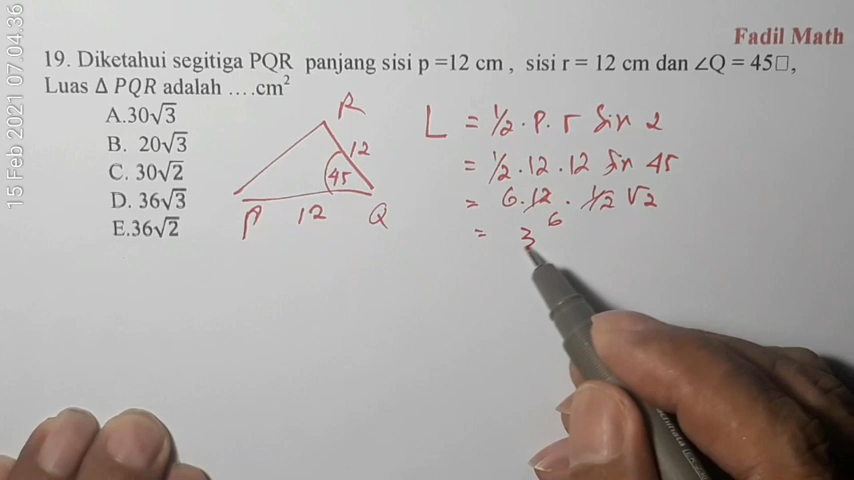 15 Feb 2021 07.04.36
Fadil Math
19. Diketahui segitiga PQR panjang sisi p =12 cm , sisi r = 12 cm dan ∠Q = 45□,
Luas Δ PQR adalah ….cm²
A.30√3
B. 20√3
C. 30√2
D. 36√3
E.36√2
R
12
45
P 12 Q
L = 1/2 . P. r Sin 2
= 1/2 . 12 . 12 Sin 45
= 6.12 . 1/2 √2
6
= 3